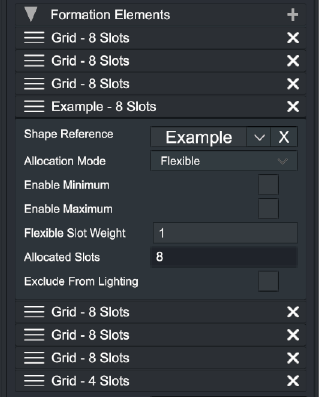 Formation Elements +
Grid - 8 Slots X
Grid - 8 Slots X
Grid - 8 Slots X
Example - 8 Slots X
Shape Reference Example X
Allocation Mode Flexible
Enable Minimum
Enable Maximum
Flexible Slot Weight 1
Allocated Slots 8
Exclude From Lighting
Grid - 8 Slots X
Grid - 8 Slots X
Grid - 8 Slots X
Grid - 4 Slots X